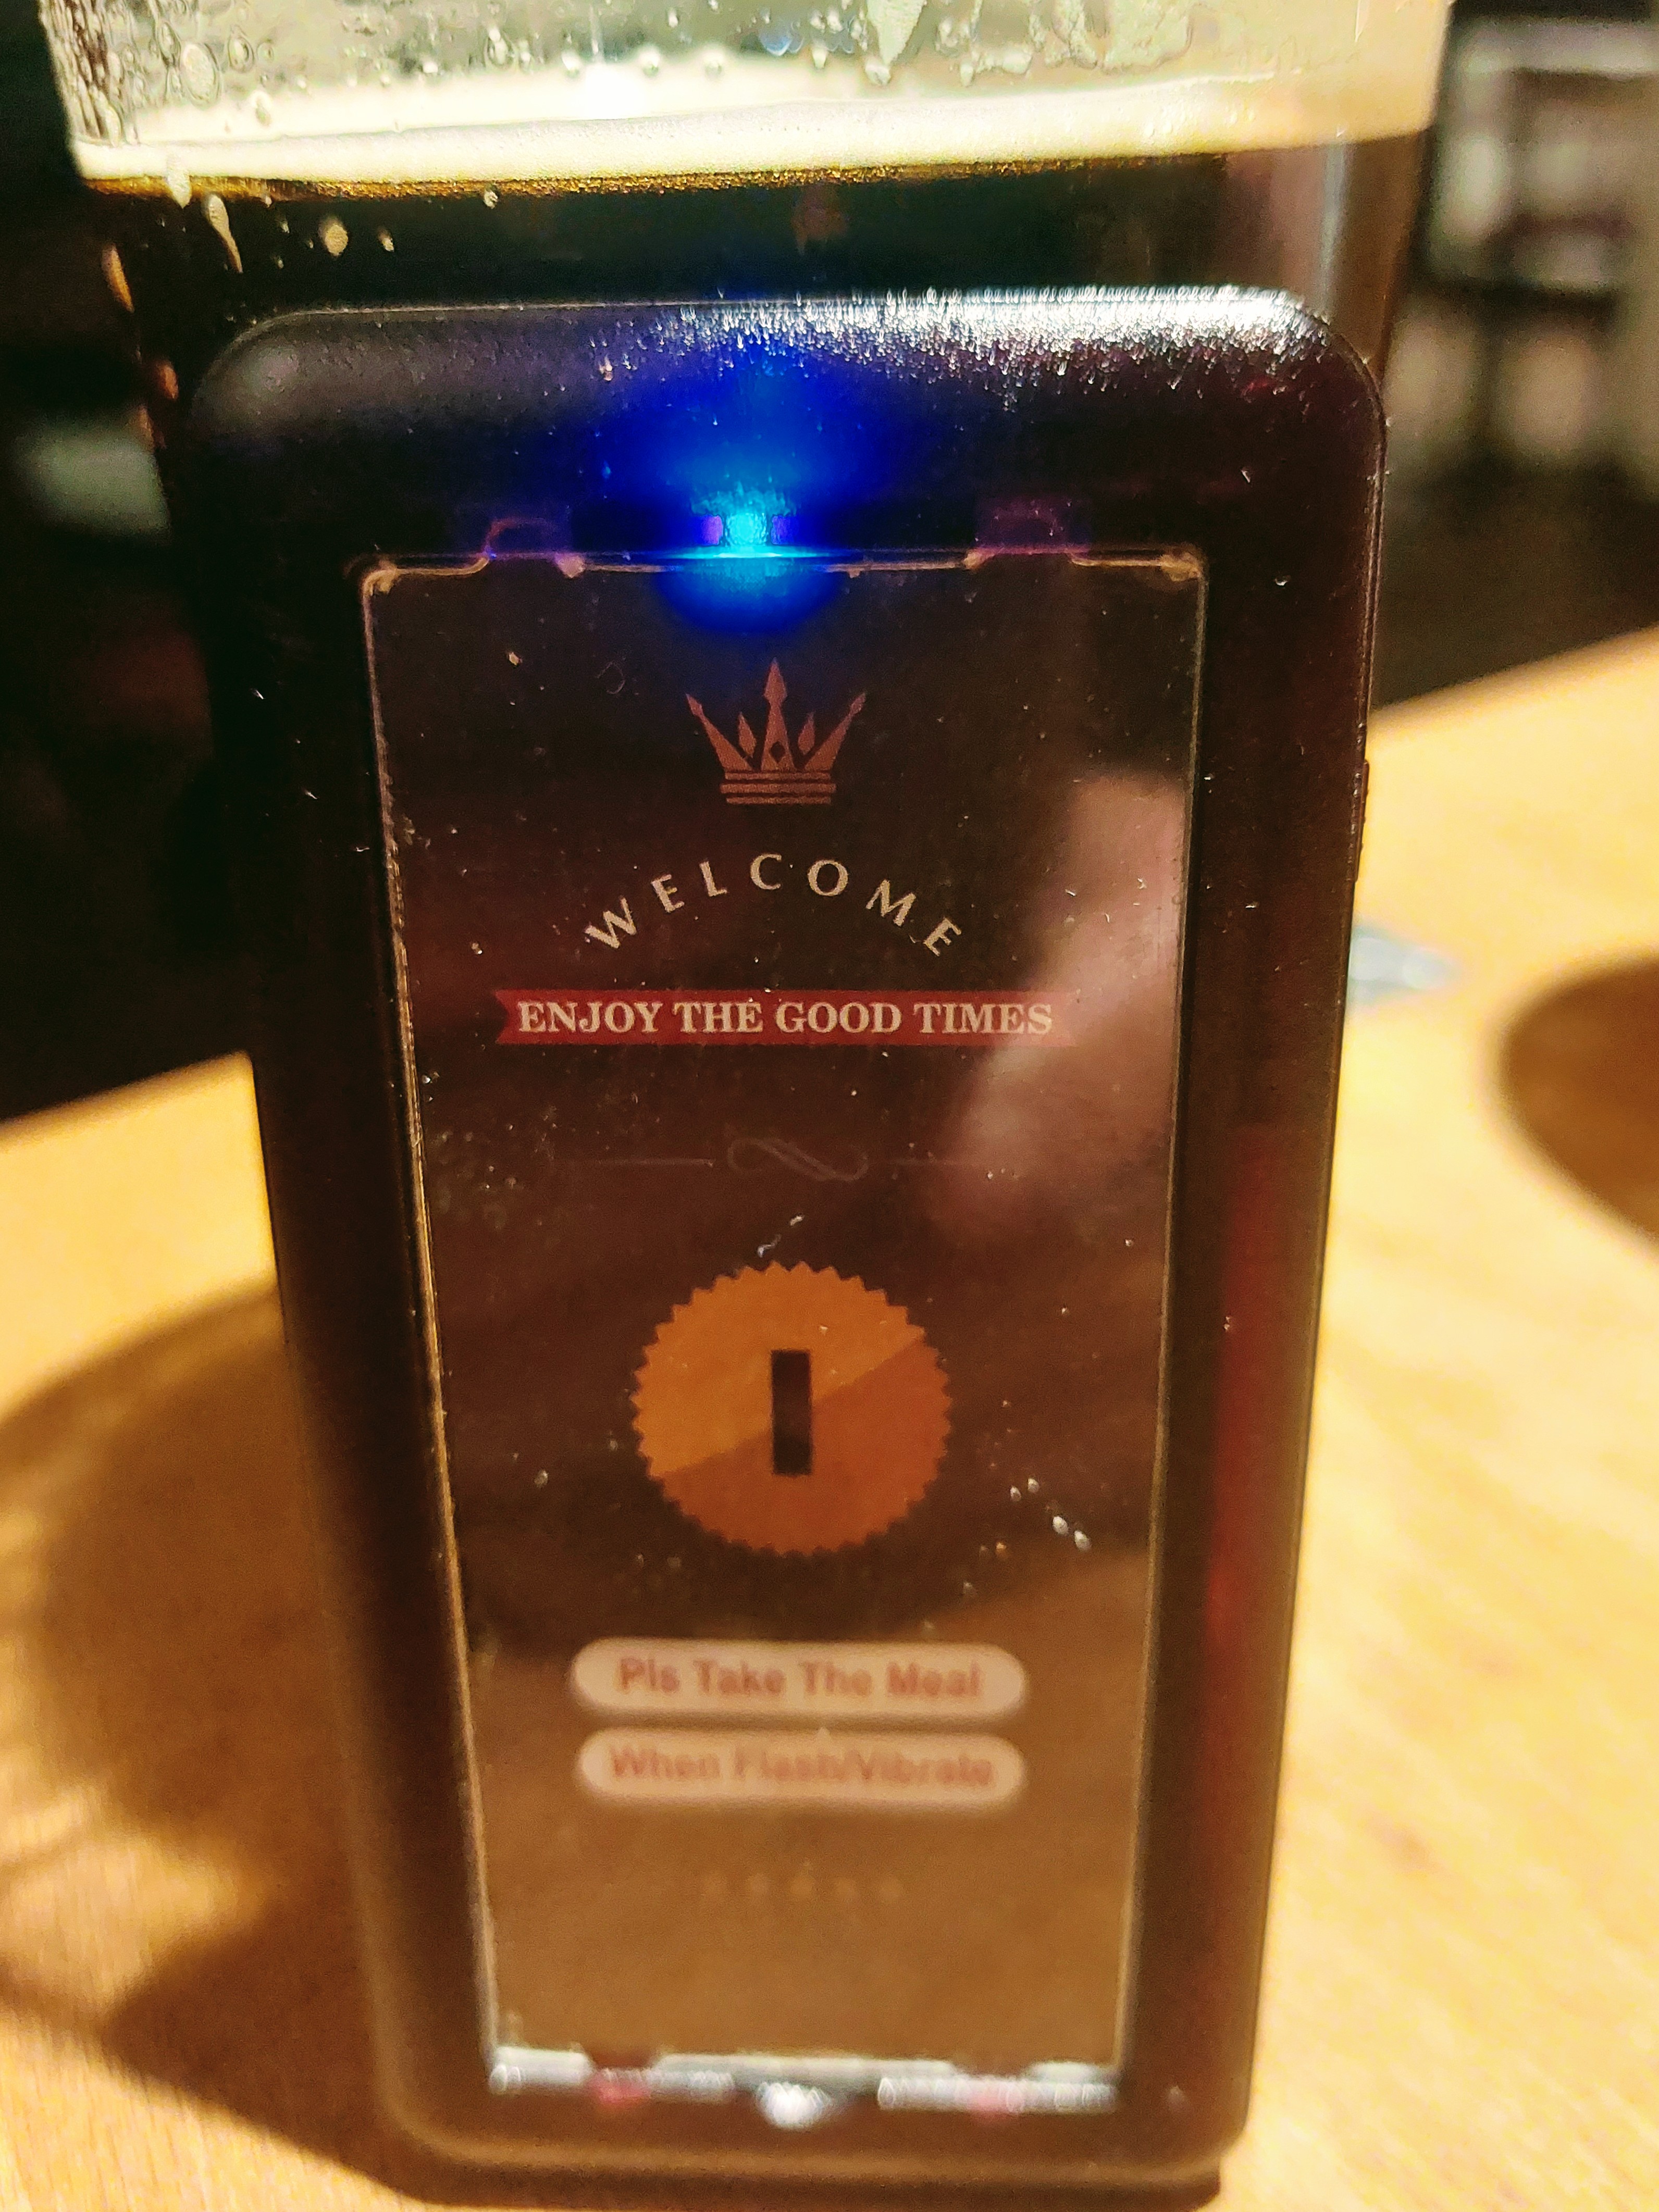 WELCOME
ENJOY THE GOOD TIMES
1
Pls Take The Meal
When Flash/Vibrate